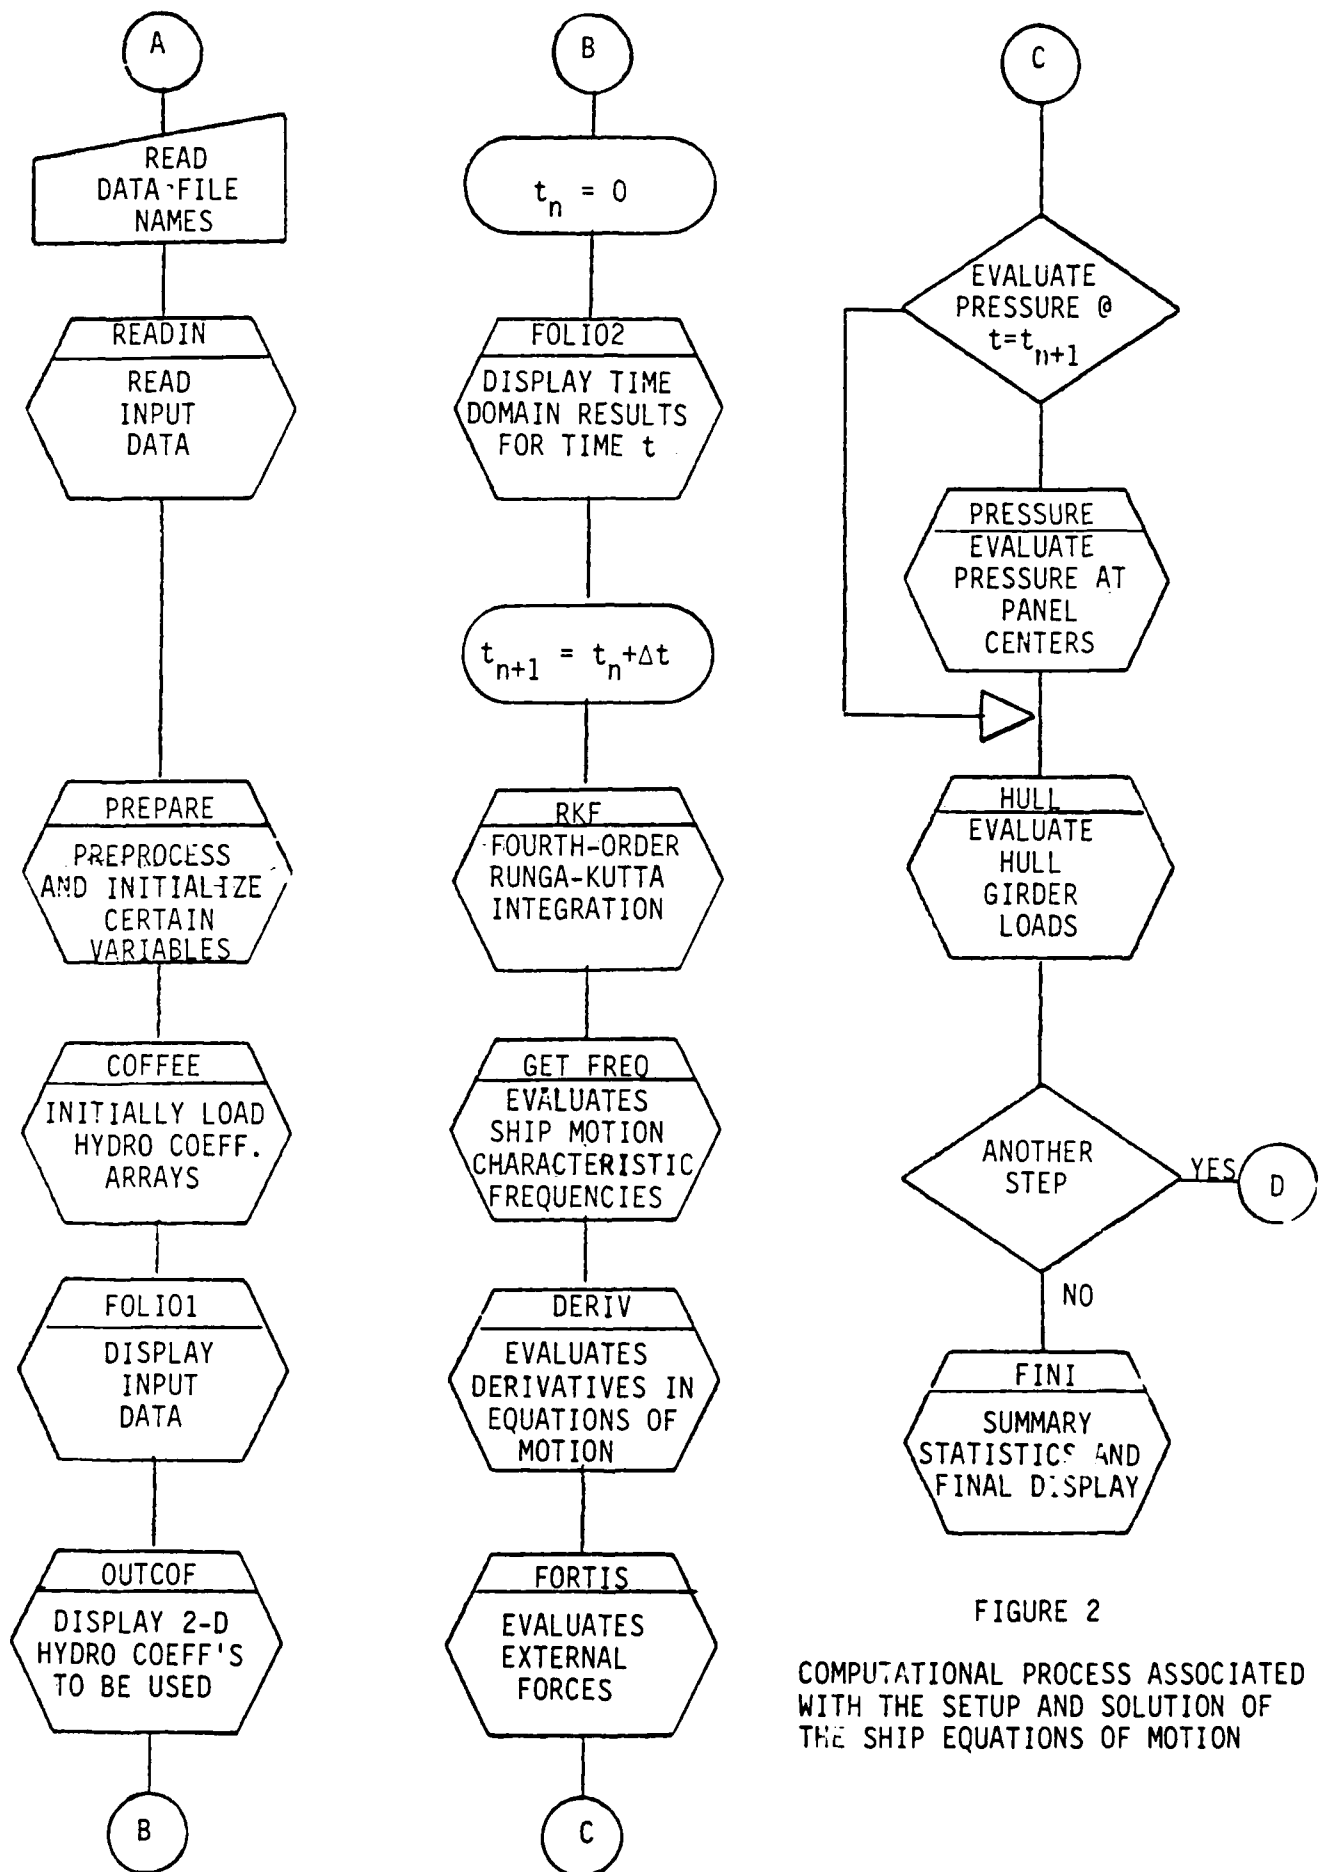 A
READ
DATA-FILE
NAMES
READIN
READ
INPUT
DATA
PREPARE
PREPROCESS
AND INITIALIZE
CERTAIN
VARIABLES
COFFEE
INITIALLY LOAD
HYDRO COEFF.
ARRAYS
FOLIO1
DISPLAY
INPUT
DATA
OUTCOF
DISPLAY 2-D
HYDRO COEFF'S
TO BE USED
B
B
t_n = 0
FOLIO2
DISPLAY TIME
DOMAIN RESULTS
FOR TIME t
t_{n+1} = t_n+Δt
RKF
FOURTH-ORDER
RUNGA-KUTTA
INTEGRATION
GET FREQ
EVALUATES
SHIP MOTION
CHARACTERISTIC
FREQUENCIES
DERIV
EVALUATES
DERIVATIVES IN
EQUATIONS OF
MOTION
FORTIS
EVALUATES
EXTERNAL
FORCES
C
C
EVALUATE
PRESSURE @
t=t_{n+1}
PRESSURE
EVALUATE
PRESSURE AT
PANEL
CENTERS
HULL
EVALUATE
HULL
GIRDER
LOADS
ANOTHER
STEP
YES
D
NO
FINI
SUMMARY
STATISTICS AND
FINAL DISPLAY
FIGURE 2
COMPUTATIONAL PROCESS ASSOCIATED
WITH THE SETUP AND SOLUTION OF
THE SHIP EQUATIONS OF MOTION